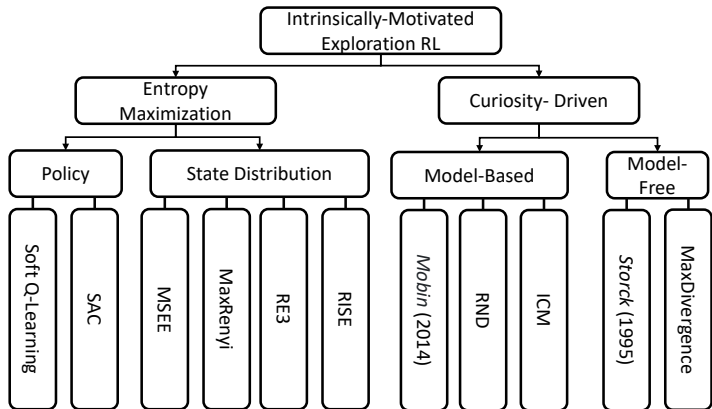 Intrinsically-Motivated
Exploration RL
Entropy
Maximization
Curiosity- Driven
Policy
State Distribution
Model-Based
Model-
Free
Soft Q-Learning
SAC
MSEE
MaxRenyi
RE3
RISE
Mobin (2014)
RND
ICM
Storck (1995)
MaxDivergence